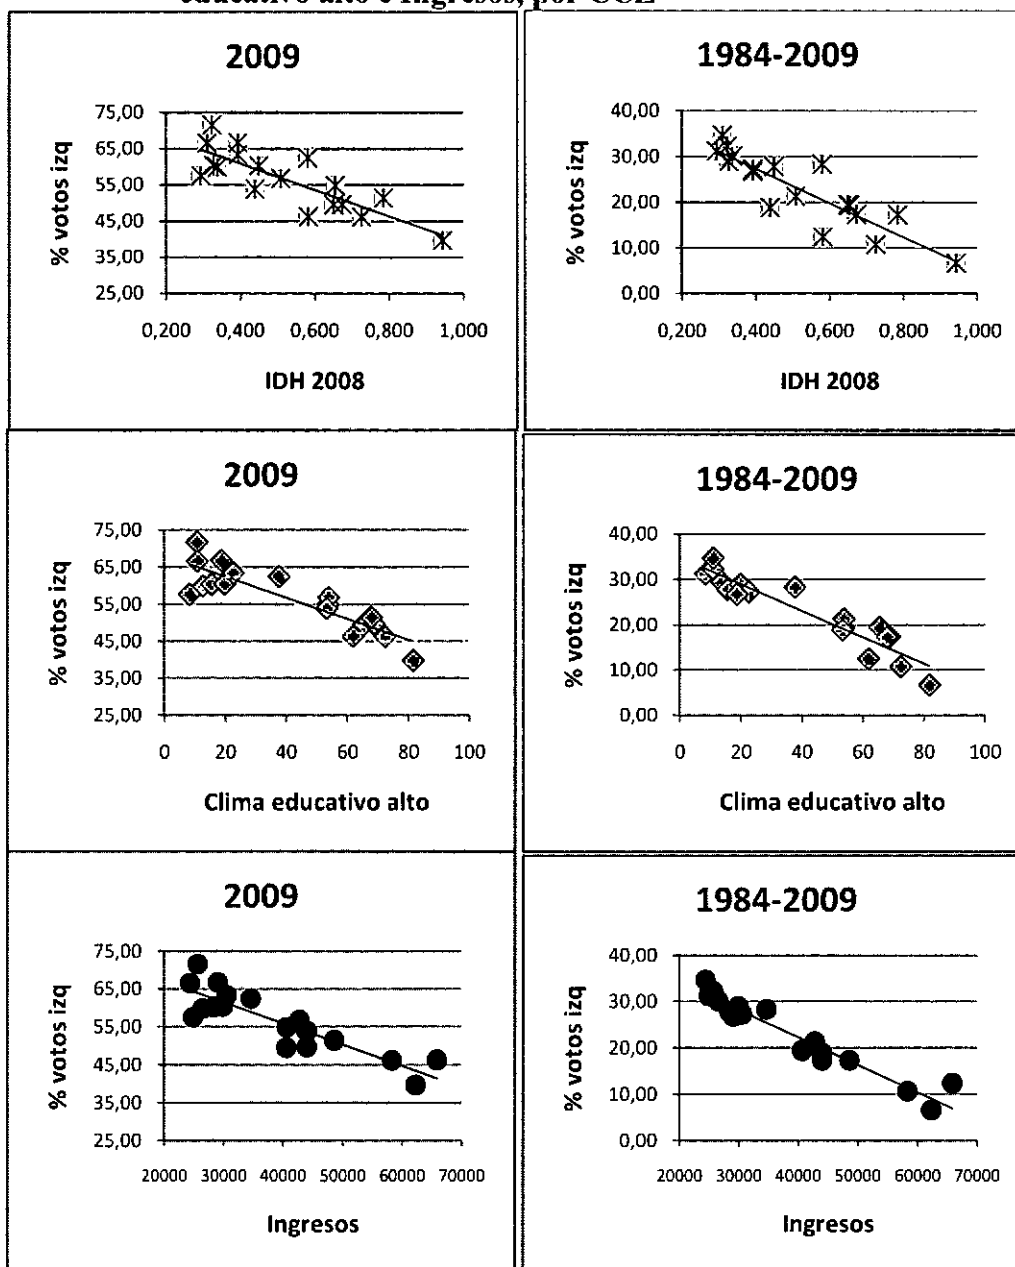 educativo alto e Ingresos, por CCZ
2009
% votos izq
75,00
65,00
55,00
45,00
35,00
25,00
0,200 0,400 0,600 0,800 1,000
IDH 2008
1984-2009
% votos izq
40,00
30,00
20,00
10,00
0,00
0,200 0,400 0,600 0,800 1,000
IDH 2008
2009
% votos izq
75,00
65,00
55,00
45,00
35,00
25,00
0 20 40 60 80 100
Clima educativo alto
1984-2009
% votos izq
40,00
30,00
20,00
10,00
0,00
0 20 40 60 80 100
Clima educativo alto
2009
% votos izq
75,00
65,00
55,00
45,00
35,00
25,00
20000 30000 40000 50000 60000 70000
Ingresos
1984-2009
% votos izq
40,00
30,00
20,00
10,00
0,00
20000 30000 40000 50000 60000 70000
Ingresos